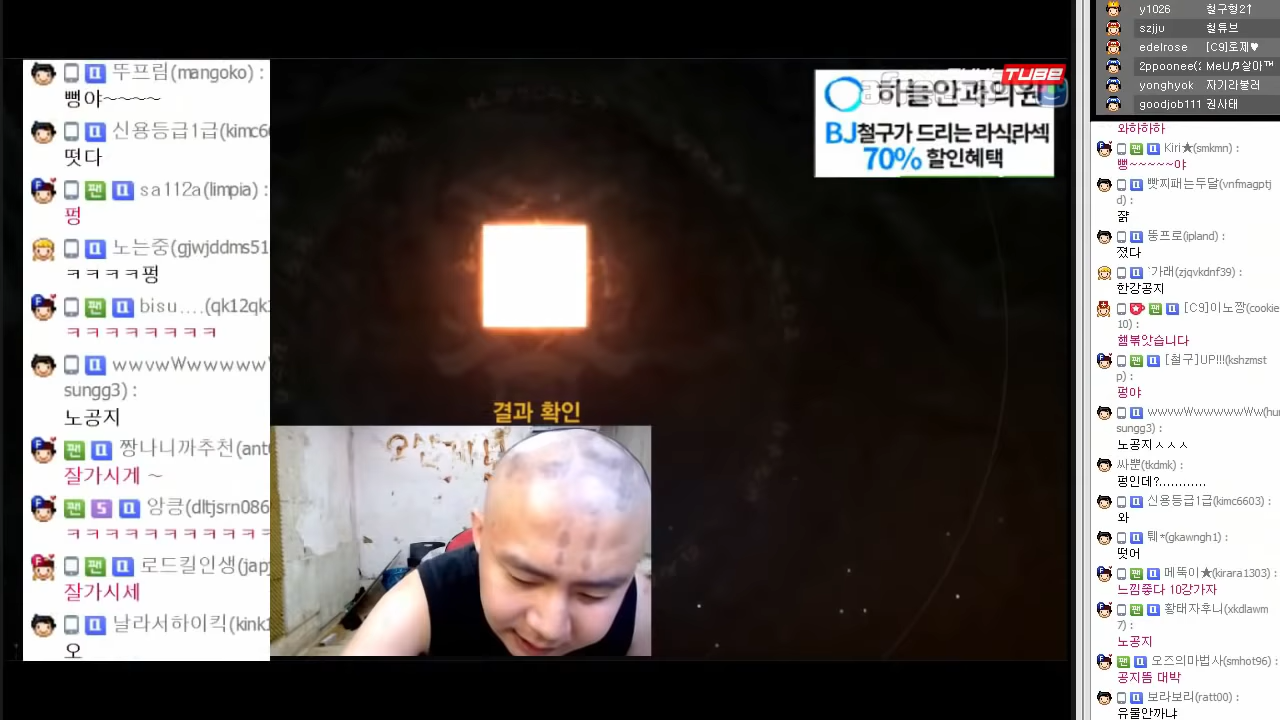 뚜프림(mangoko) :
뻥야~~~~
신용등급1급(kimc6
떳다
sa112a(limpia) :
펑
노는중(gjwjddms51
ㅋㅋㅋㅋ펑
bisu....(qk12qk
ㅋㅋㅋㅋㅋㅋㅋㅋ
wwvwWwwwww
sungg3) :
노공지
짱나니까추천(ant
잘가시게 ~
앙킁(dltjsrn086
ㅋㅋㅋㅋㅋㅋㅋㅋㅋㅋㅋ
로드킬인생(jap
잘가시세
날라서하이킥(kink
오
결과 확인
TUBE
하늘안과의원
BJ철구가 드리는 라식라섹
70% 할인혜택
y1026 철구형2↑
szjju 철튜브
edelrose [C9]로제♥
2ppoonee(2 MeU♬살아™
yonghyok 자기라불러
goodjob111 권사태
와하하하
Kiri★(smkmn) :
뻥~~~~~야
빳찌패는두달(vnfmagptj
d) :
쟑
뚱프로(ipland) :
졌다
`가래(zjqvkdnf39) :
한강공지
[C9]이노짱(cookie
10) :
헬볶앗습니다
[철구]UP!!!(kshzmst
p) :
펑야
sungg3) :
노공지ㅅㅅㅅ
싸뿐(tkdmk) :
펑인데?............
신용등급1급(kimc6603) :
와
퉤*(gkawngh1) :
떳어
메뚝이★(kirara1303) :
느낌좋다 10강가자
황태자후니(xkdlawm
7) :
노공지
오즈의마법사(smhot96) :
공지뜸 대박
보라보리(ratt00) :
유물안까냐